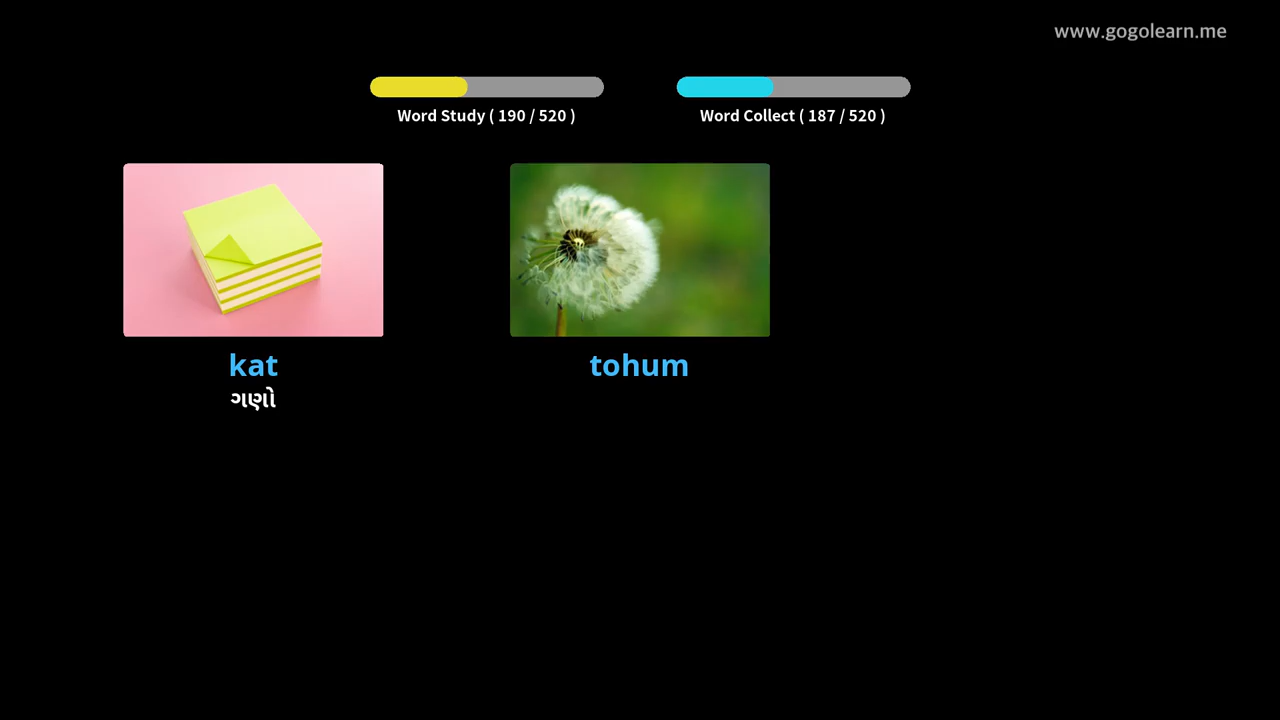 www.gogolearn.me
Word Study ( 190 / 520 )
Word Collect ( 187 / 520 )
kat
ગણો
tohum